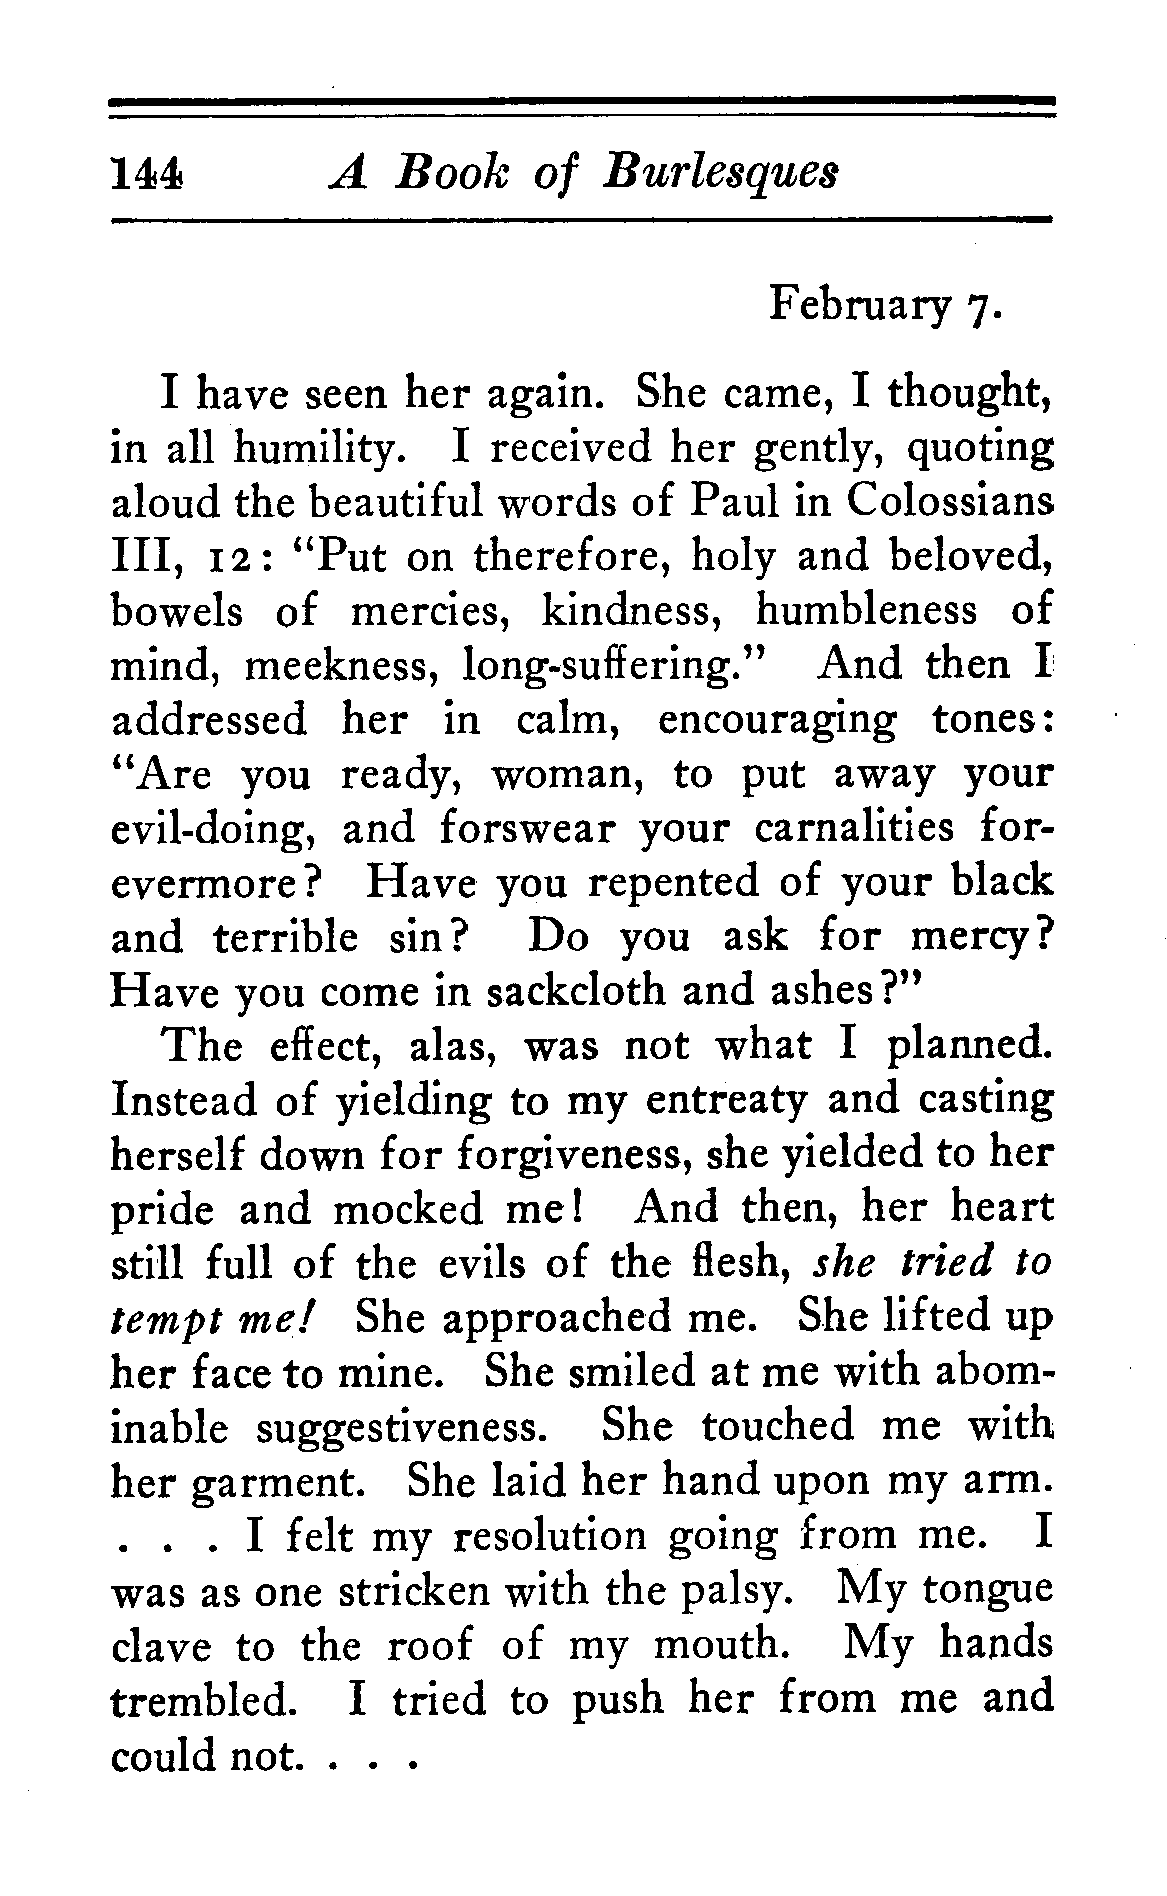 144 A Book of Burlesques
February 7.
I have seen her again. She came, I thought,
in all humility. I received her gently, quoting
aloud the beautiful words of Paul in Colossians
III, 12: “Put on therefore, holy and beloved,
bowels of mercies, kindness, humbleness of
mind, meekness, long-suffering.” And then I
addressed her in calm, encouraging tones:
“Are you ready, woman, to put away your
evil-doing, and forswear your carnalities for-
evermore? Have you repented of your black
and terrible sin? Do you ask for mercy?
Have you come in sackcloth and ashes?”
The effect, alas, was not what I planned.
Instead of yielding to my entreaty and casting
herself down for forgiveness, she yielded to her
pride and mocked me! And then, her heart
still full of the evils of the flesh, she tried to
tempt me! She approached me. She lifted up
her face to mine. She smiled at me with abom-
inable suggestiveness. She touched me with
her garment. She laid her hand upon my arm.
. . . I felt my resolution going from me. I
was as one stricken with the palsy. My tongue
clave to the roof of my mouth. My hands
trembled. I tried to push her from me and
could not. . . .